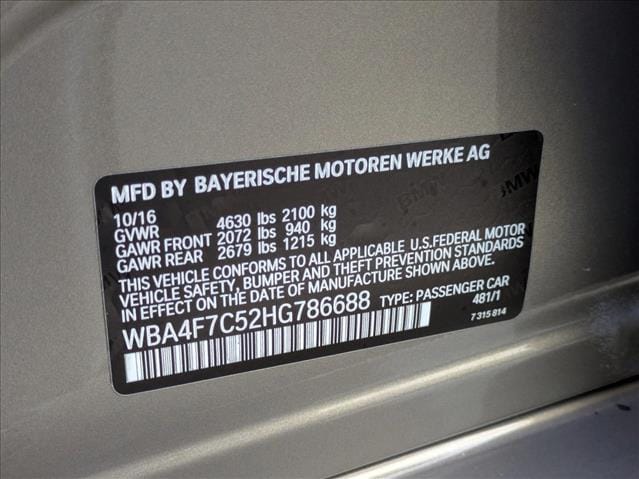 MFD BY BAYERISCHE MOTOREN WERKE AG
10/16
GVWR 4630 lbs 2100 kg
GAWR FRONT 2072 lbs 940 kg
GAWR REAR 2679 lbs 1215 kg
THIS VEHICLE CONFORMS TO ALL APPLICABLE U.S.FEDERAL MOTOR
VEHICLE SAFETY, BUMPER AND THEFT PREVENTION STANDARDS
IN EFFECT ON THE DATE OF MANUFACTURE SHOWN ABOVE.
WBA4F7C52HG786688 TYPE: PASSENGER CAR
481/1
7 315 814
BMW
BMW